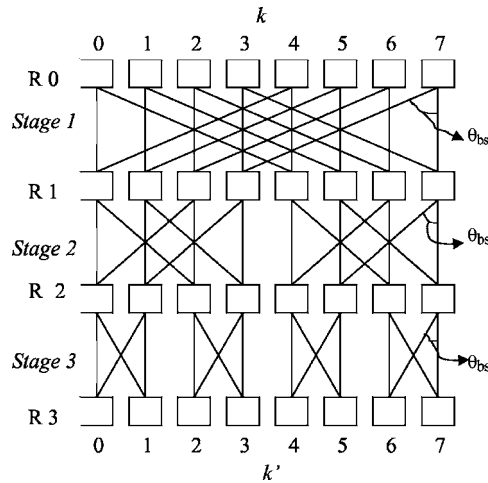 k
0 1 2 3 4 5 6 7
R 0
Stage 1
θbs
R 1
Stage 2
θbs
R 2
Stage 3
θbs
R 3
0 1 2 3 4 5 6 7
k'